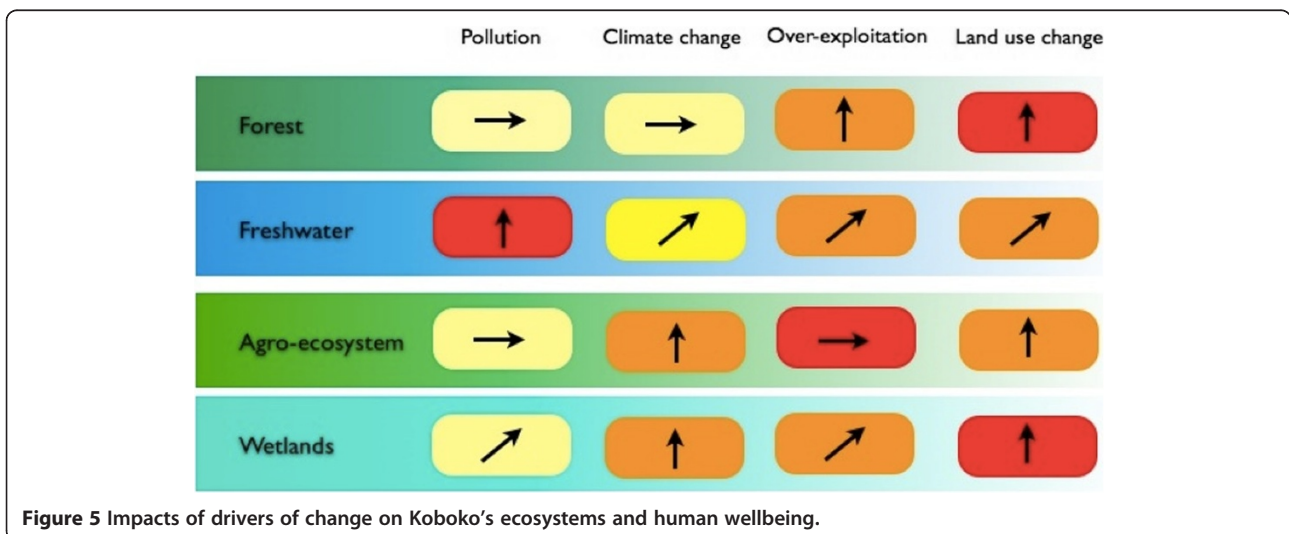 Pollution Climate change Over-exploitation Land use change
Forest
Freshwater
Agro-ecosystem
Wetlands
Figure 5 Impacts of drivers of change on Koboko's ecosystems and human wellbeing.